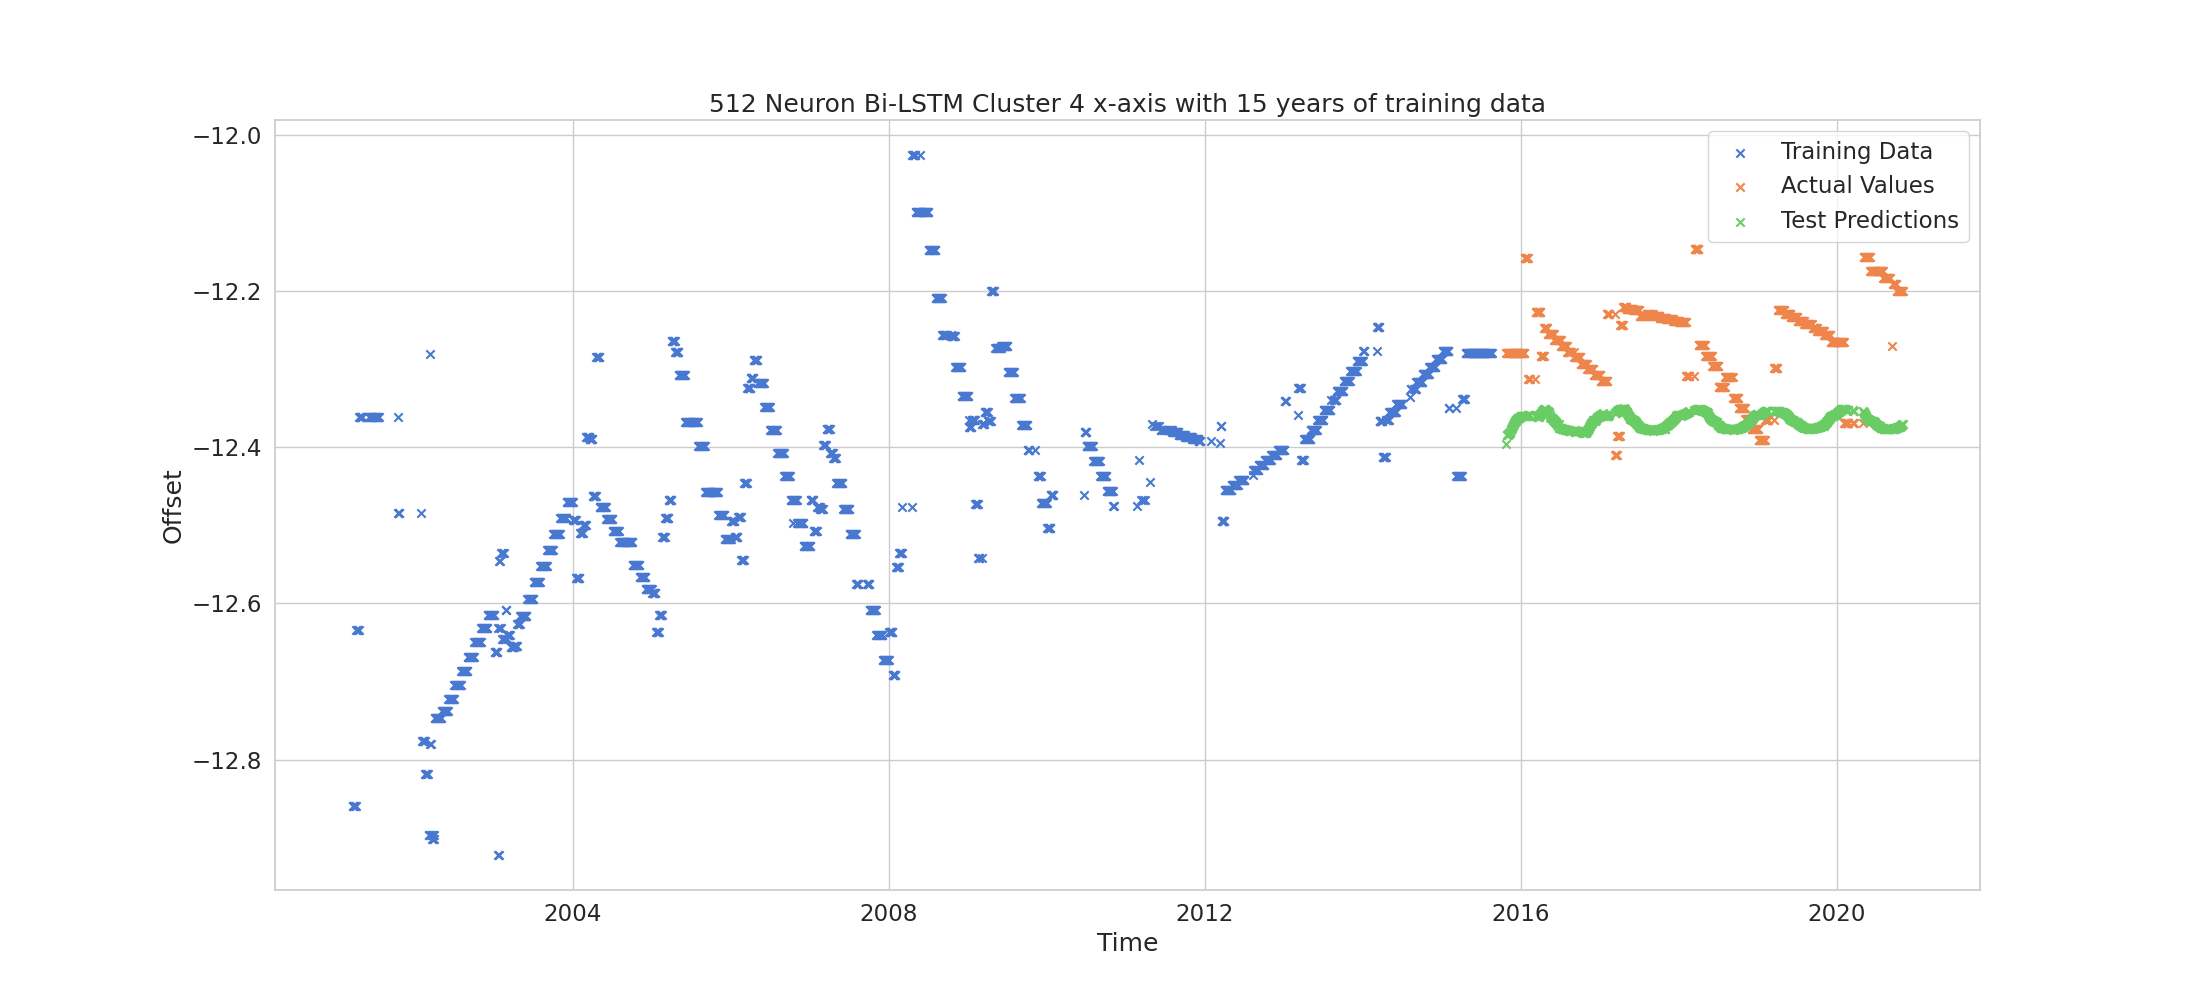 512 Neuron Bi-LSTM Cluster 4 x-axis with 15 years of training data
−12.0
−12.2
−12.4
−12.6
−12.8
Offset
Training Data
Actual Values
Test Predictions
2004
2008
2012
2016
2020
Time